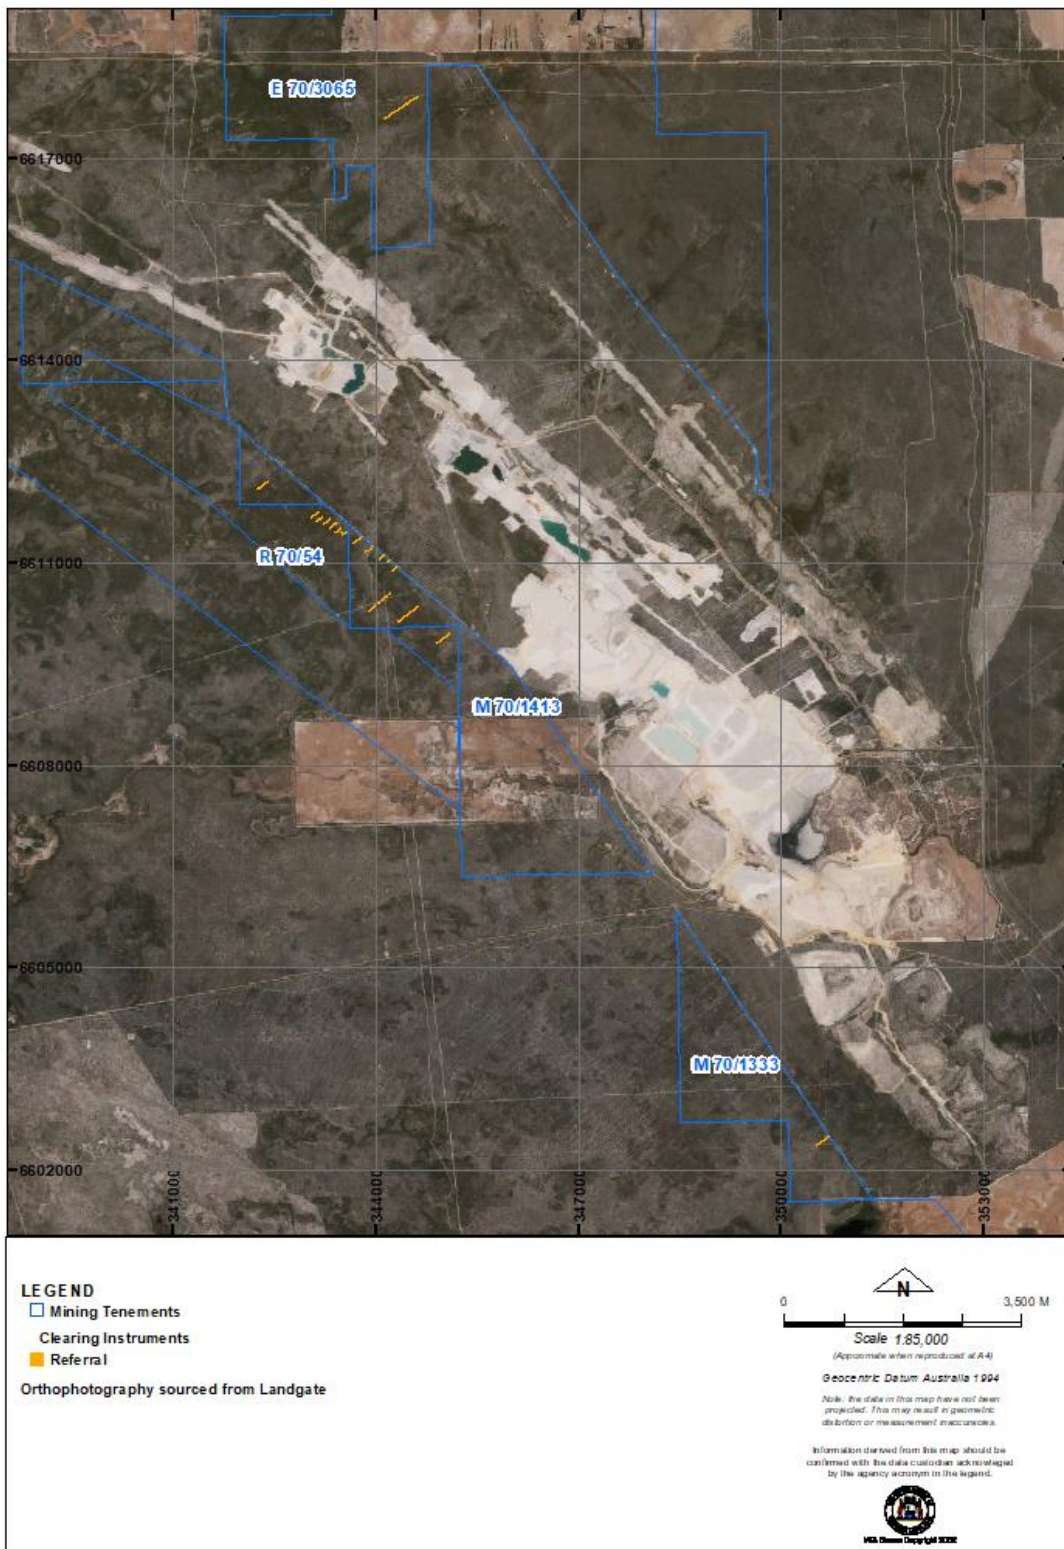 E 70/3065
6617000
6614000
6611000
R 70/54
M 70/1413
6608000
6605000
M 70/1333
6602000
341000
344000
347000
350000
353000
LEGEND
Mining Tenements
Clearing Instruments
Referral
Orthophotography sourced from Landgate
N
0 3,500 M
Scale 1:85,000
(Approximate when reproduced at A4)
Geocentric Datum Australia 1994
Note: the data in this map have not been
projected. This may result in geometric
distortion or measurement inaccuracies.
Information derived from this map should be
confirmed with the data custodian acknowleged
by the agency acronym in the legend.